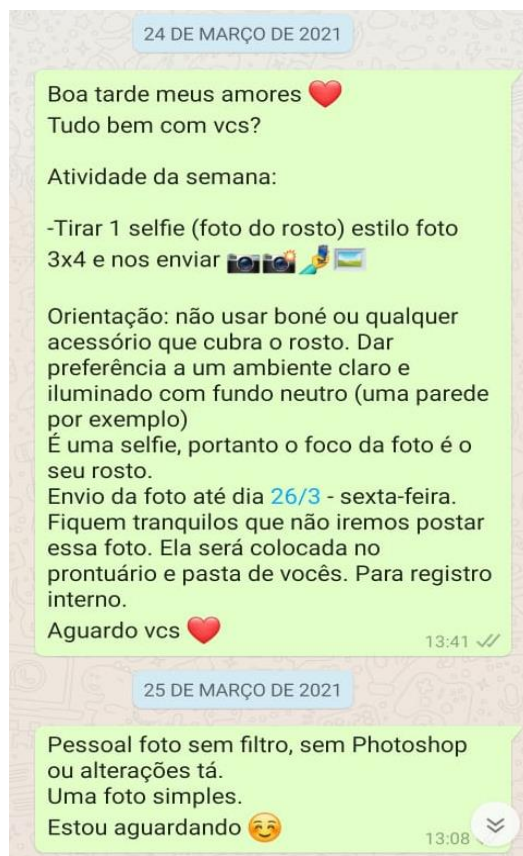 24 DE MARÇO DE 2021
Boa tarde meus amores ❤️
Tudo bem com vcs?
Atividade da semana:
-Tirar 1 selfie (foto do rosto) estilo foto
3x4 e nos enviar 📷📸🤳🖼️
Orientação: não usar boné ou qualquer
acessório que cubra o rosto. Dar
preferência a um ambiente claro e
iluminado com fundo neutro (uma parede
por exemplo)
É uma selfie, portanto o foco da foto é o
seu rosto.
Envio da foto até dia 26/3 - sexta-feira.
Fiquem tranquilos que não iremos postar
essa foto. Ela será colocada no
prontuário e pasta de vocês. Para registro
interno.
Aguardo vcs ❤️
13:41
25 DE MARÇO DE 2021
Pessoal foto sem filtro, sem Photoshop
ou alterações tá.
Uma foto simples.
Estou aguardando ☺️
13:08